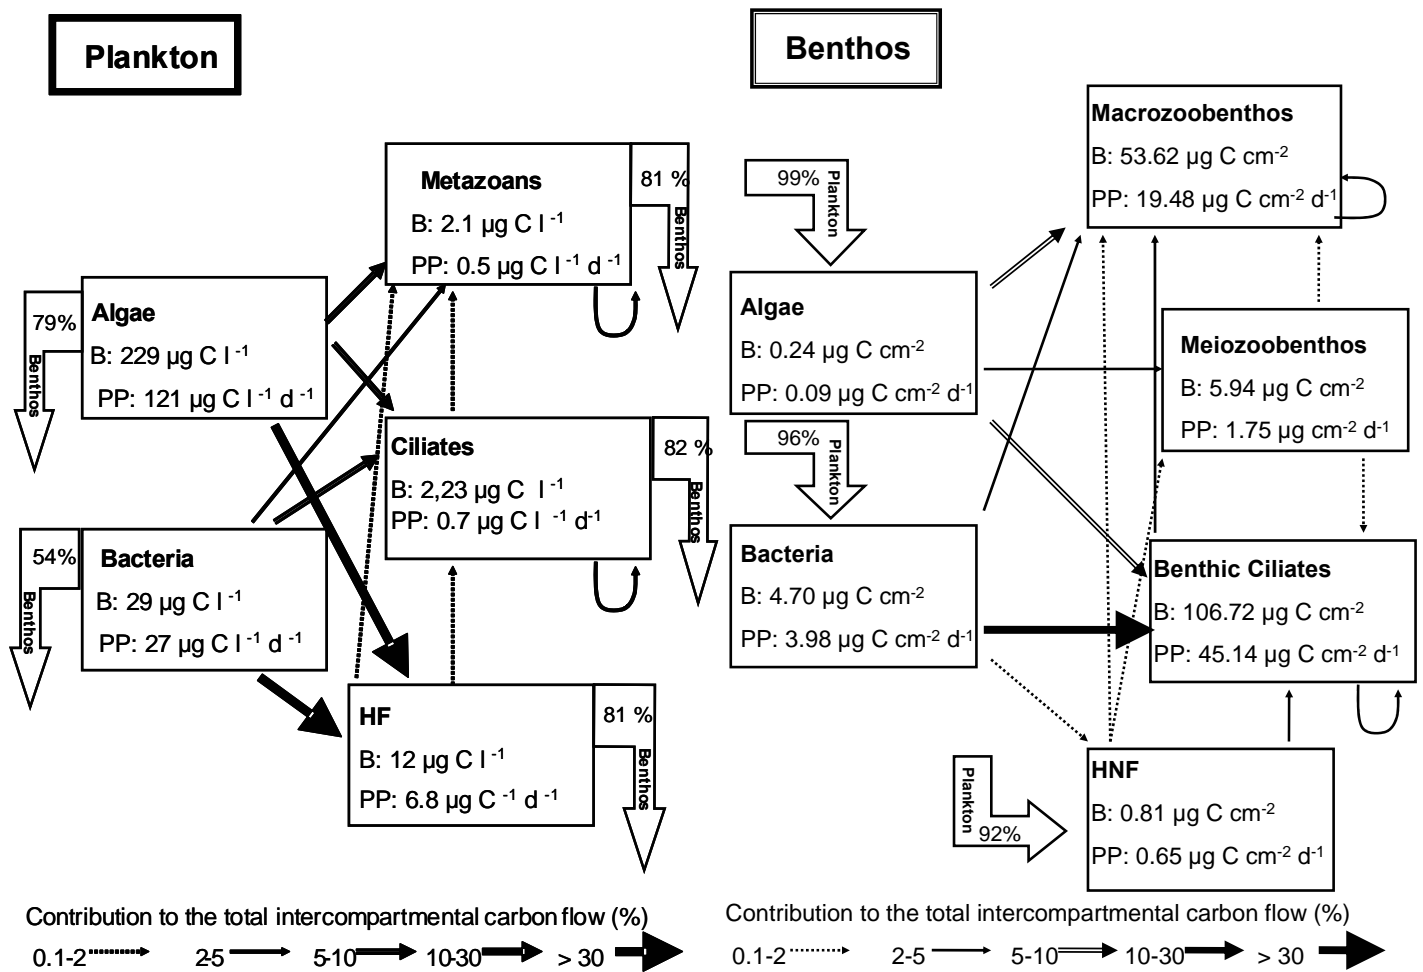 Plankton
Metazoans
B: 2.1 µg C l -1
PP: 0.5 µg C l -1 d -1
81 %
Benthos
Algae
B: 229 µg C l -1
PP: 121 µg C l -1 d -1
79%
Benthos
Ciliates
B: 2,23 µg C l -1
PP: 0.7 µg C l -1 d-1
82 %
Benthos
Bacteria
B: 29 µg C l -1
PP: 27 µg C l -1 d -1
54%
Benthos
HF
B: 12 µg C l -1
PP: 6.8 µg C -1 d -1
81 %
Benthos
Contribution to the total intercompartmental carbon flow (%)
0.1-2 2-5 5-10 10-30 > 30
Benthos
Macrozoobenthos
B: 53.62 µg C cm-2
PP: 19.48 µg C cm-2 d-1
99%
Plankton
Algae
B: 0.24 µg C cm-2
PP: 0.09 µg C cm-2 d-1
Meiozoobenthos
B: 5.94 µg C cm-2
PP: 1.75 µg cm-2 d-1
96%
Plankton
Bacteria
B: 4.70 µg C cm-2
PP: 3.98 µg C cm-2 d-1
Benthic Ciliates
B: 106.72 µg C cm-2
PP: 45.14 µg C cm-2 d-1
Plankton
92%
HNF
B: 0.81 µg C cm-2
PP: 0.65 µg C cm-2 d-1
Contribution to the total intercompartmental carbon flow (%)
0.1-2 2-5 5-10 10-30 > 30